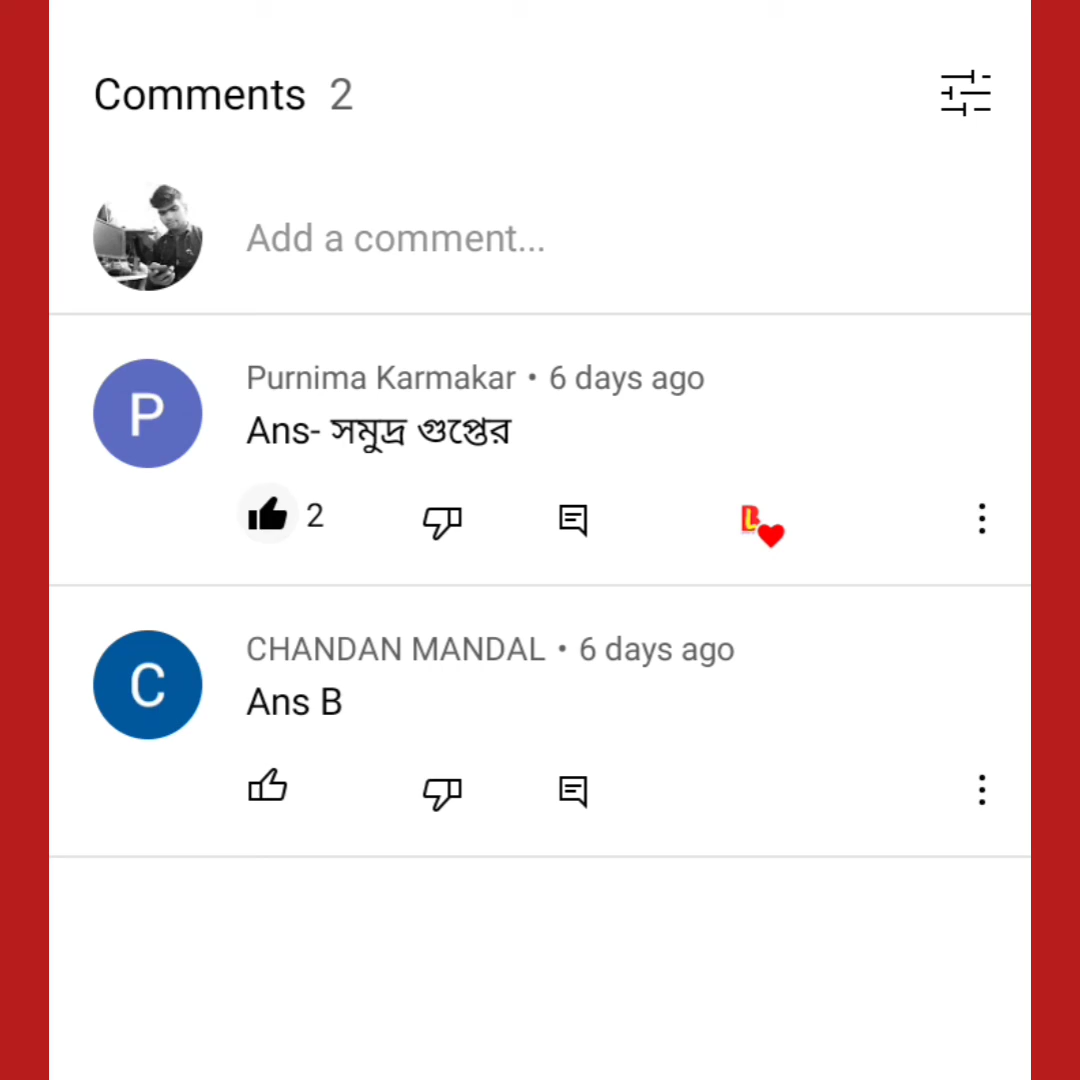 Comments 2
Add a comment...
P
Purnima Karmakar • 6 days ago
Ans- সমুদ্র গুপ্তের
2
L
C
CHANDAN MANDAL • 6 days ago
Ans B